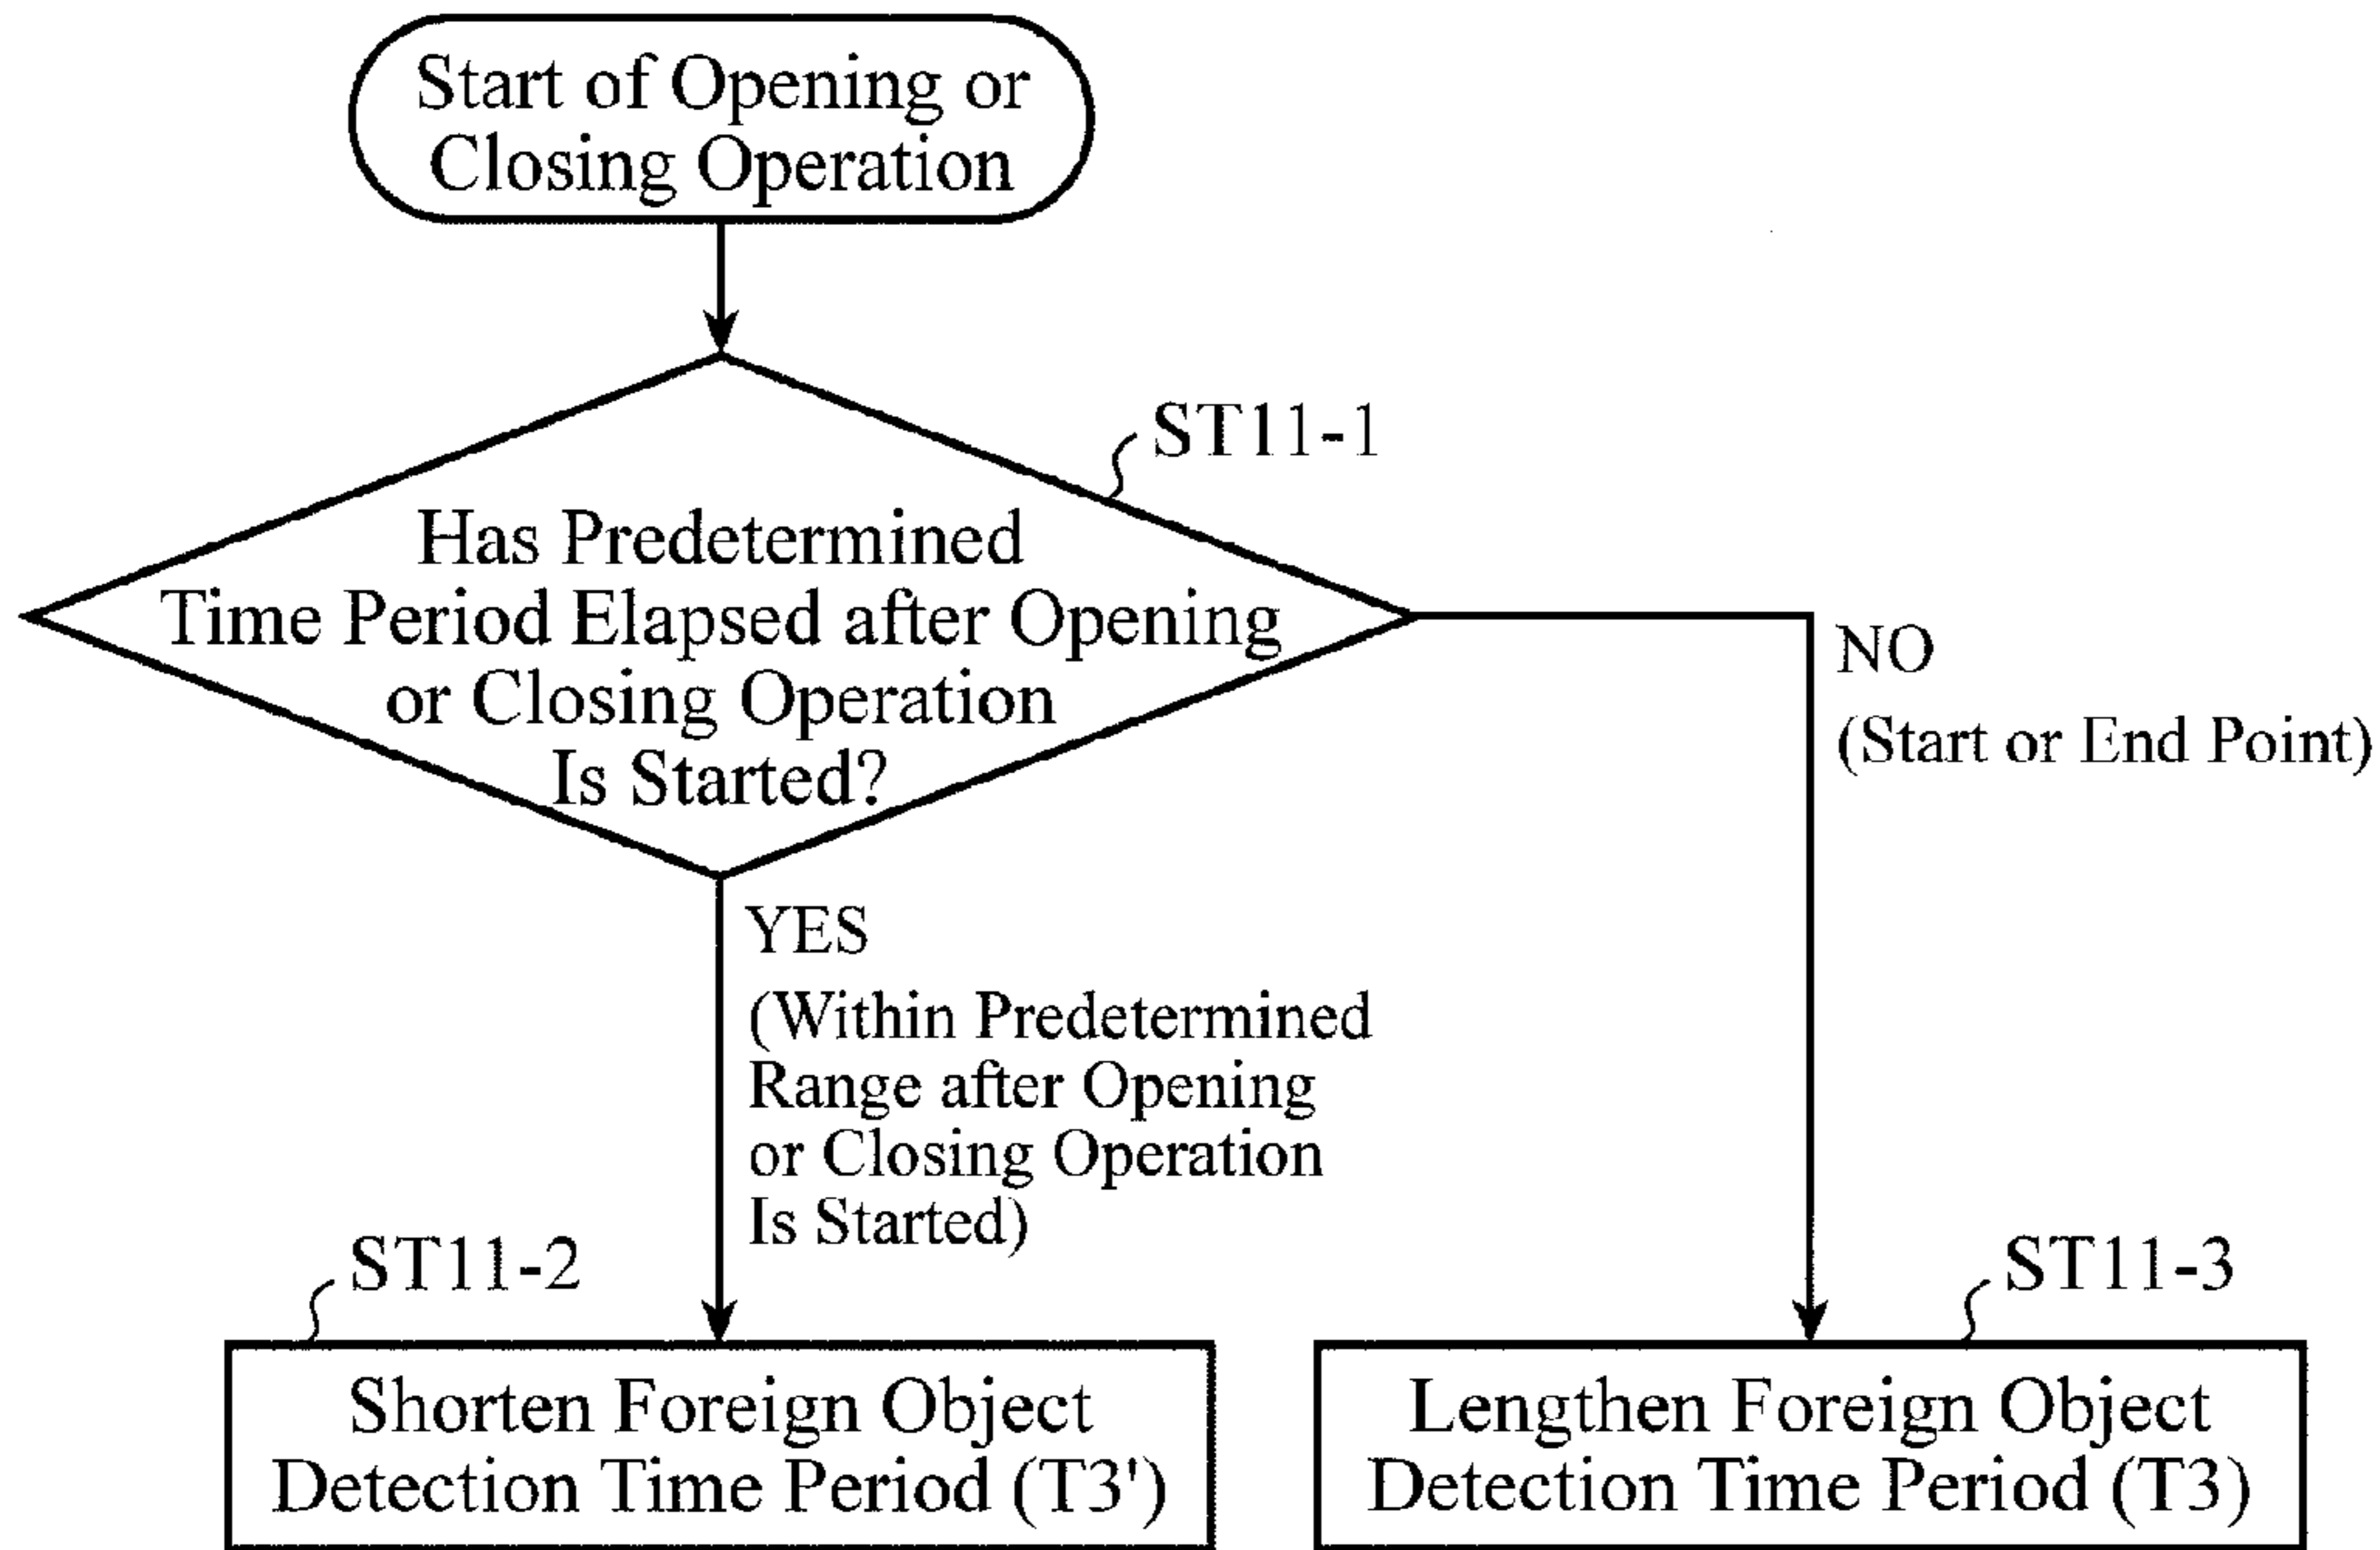 Start of Opening or
Closing Operation
ST11-1
Has Predetermined
Time Period Elapsed after Opening
or Closing Operation
Is Started?
NO
(Start or End Point)
YES
(Within Predetermined
Range after Opening
or Closing Operation
Is Started)
ST11-2
Shorten Foreign Object
Detection Time Period (T3')
ST11-3
Lengthen Foreign Object
Detection Time Period (T3)